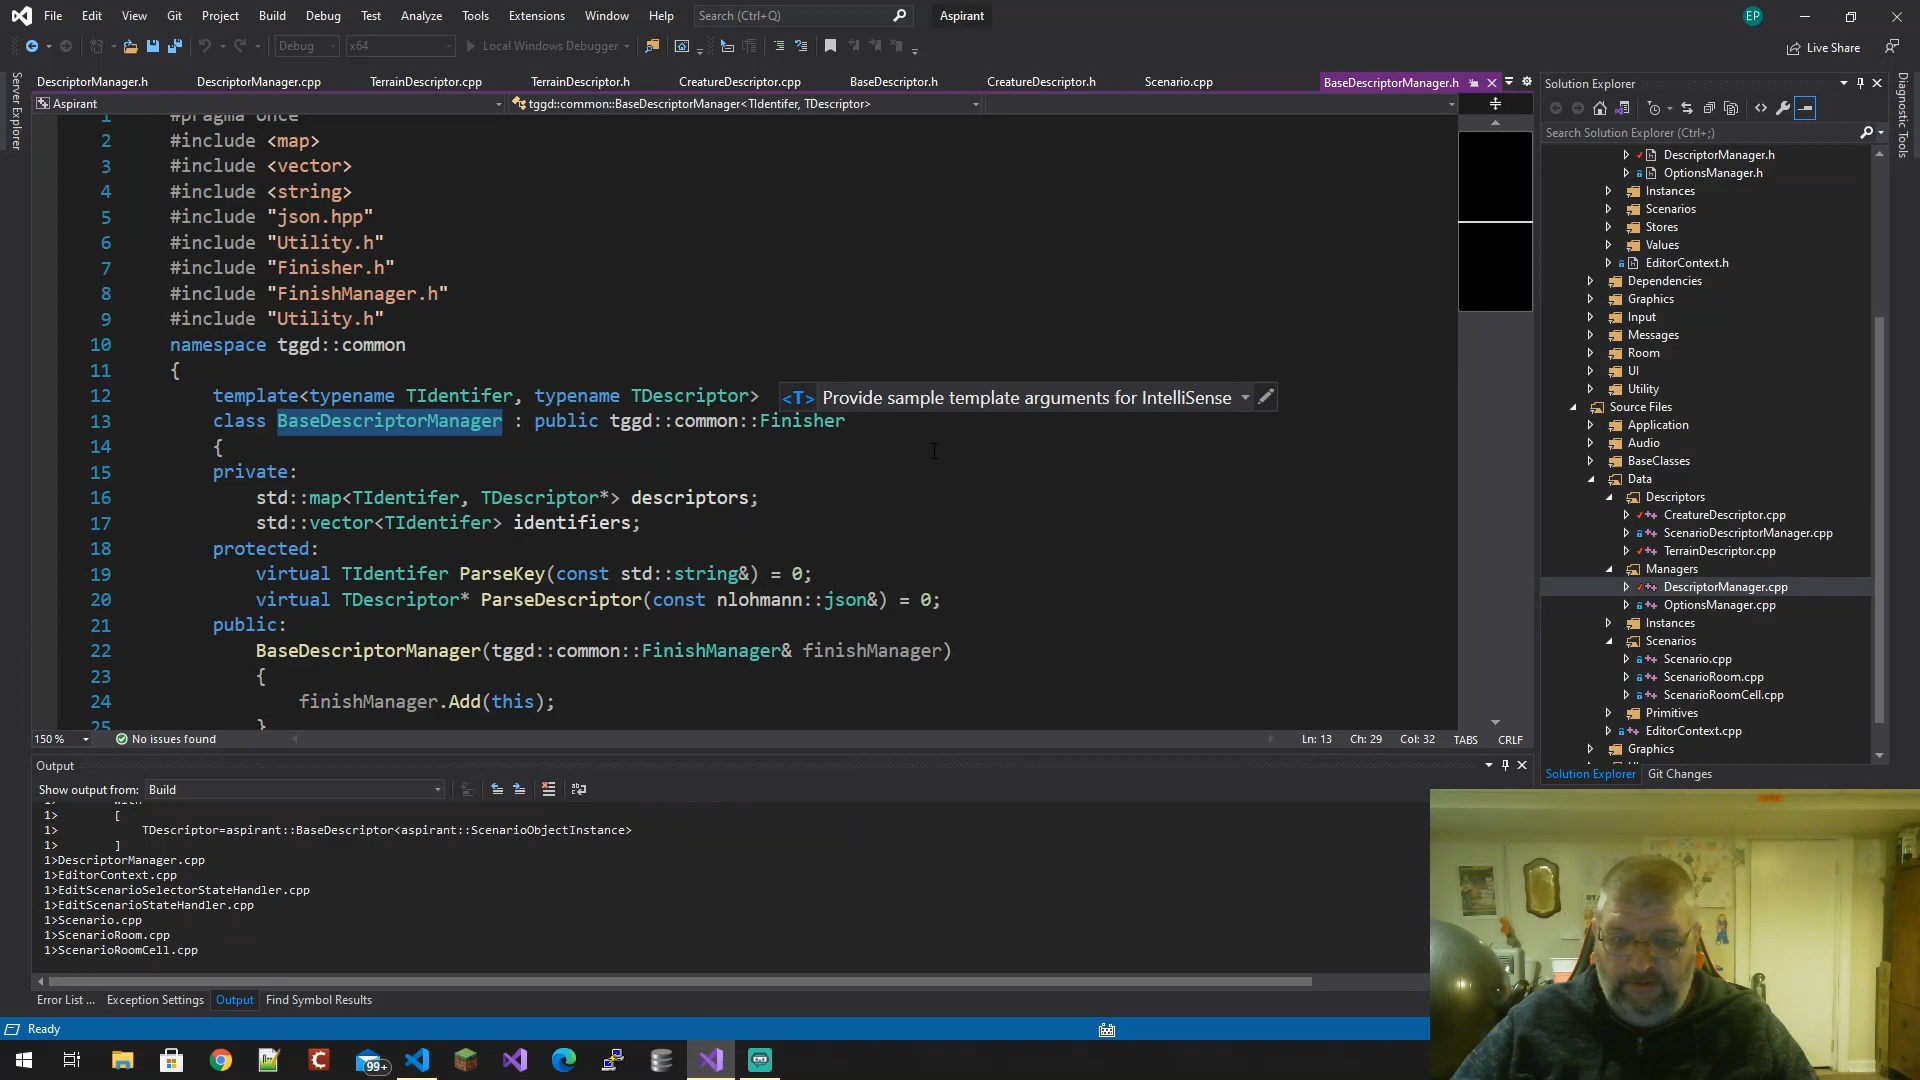 File Edit View Git Project Build Debug Test Analyze Tools Extensions Window Help Search (Ctrl+Q) Aspirant EP
Debug x64 Local Windows Debugger Live Share
DescriptorManager.h DescriptorManager.cpp TerrainDescriptor.cpp TerrainDescriptor.h CreatureDescriptor.cpp BaseDescriptor.h CreatureDescriptor.h Scenario.cpp BaseDescriptorManager.h
Aspirant tggd::common::BaseDescriptorManager<TIdentifer, TDescriptor>
Server Explorer
1 #pragma once
2 #include <map>
3 #include <vector>
4 #include <string>
5 #include "json.hpp"
6 #include "Utility.h"
7 #include "Finisher.h"
8 #include "FinishManager.h"
9 #include "Utility.h"
10 namespace tggd::common
11 {
12 template<typename TIdentifer, typename TDescriptor> <T> Provide sample template arguments for IntelliSense
13 class BaseDescriptorManager : public tggd::common::Finisher
14 {
15 private:
16 std::map<TIdentifer, TDescriptor*> descriptors;
17 std::vector<TIdentifer> identifiers;
18 protected:
19 virtual TIdentifer ParseKey(const std::string&) = 0;
20 virtual TDescriptor* ParseDescriptor(const nlohmann::json&) = 0;
21 public:
22 BaseDescriptorManager(tggd::common::FinishManager& finishManager)
23 {
24 finishManager.Add(this);
25 }
150 % No issues found Ln: 13 Ch: 29 Col: 32 TABS CRLF
Output
Show output from: Build
1> with
1> [
1> TDescriptor=aspirant::BaseDescriptor<aspirant::ScenarioObjectInstance>
1> ]
1>DescriptorManager.cpp
1>EditorContext.cpp
1>EditScenarioSelectorStateHandler.cpp
1>EditScenarioStateHandler.cpp
1>Scenario.cpp
1>ScenarioRoom.cpp
1>ScenarioRoomCell.cpp
Error List ... Exception Settings Output Find Symbol Results
Ready
Solution Explorer
Search Solution Explorer (Ctrl+;)
DescriptorManager.h
OptionsManager.h
Instances
Scenarios
Stores
Values
EditorContext.h
Dependencies
Graphics
Input
Messages
Room
UI
Utility
Source Files
Application
Audio
BaseClasses
Data
Descriptors
CreatureDescriptor.cpp
ScenarioDescriptorManager.cpp
TerrainDescriptor.cpp
Managers
DescriptorManager.cpp
OptionsManager.cpp
Instances
Scenarios
Scenario.cpp
ScenarioRoom.cpp
ScenarioRoomCell.cpp
Primitives
EditorContext.cpp
Graphics
Solution Explorer Git Changes
Diagnostic Tools
99+